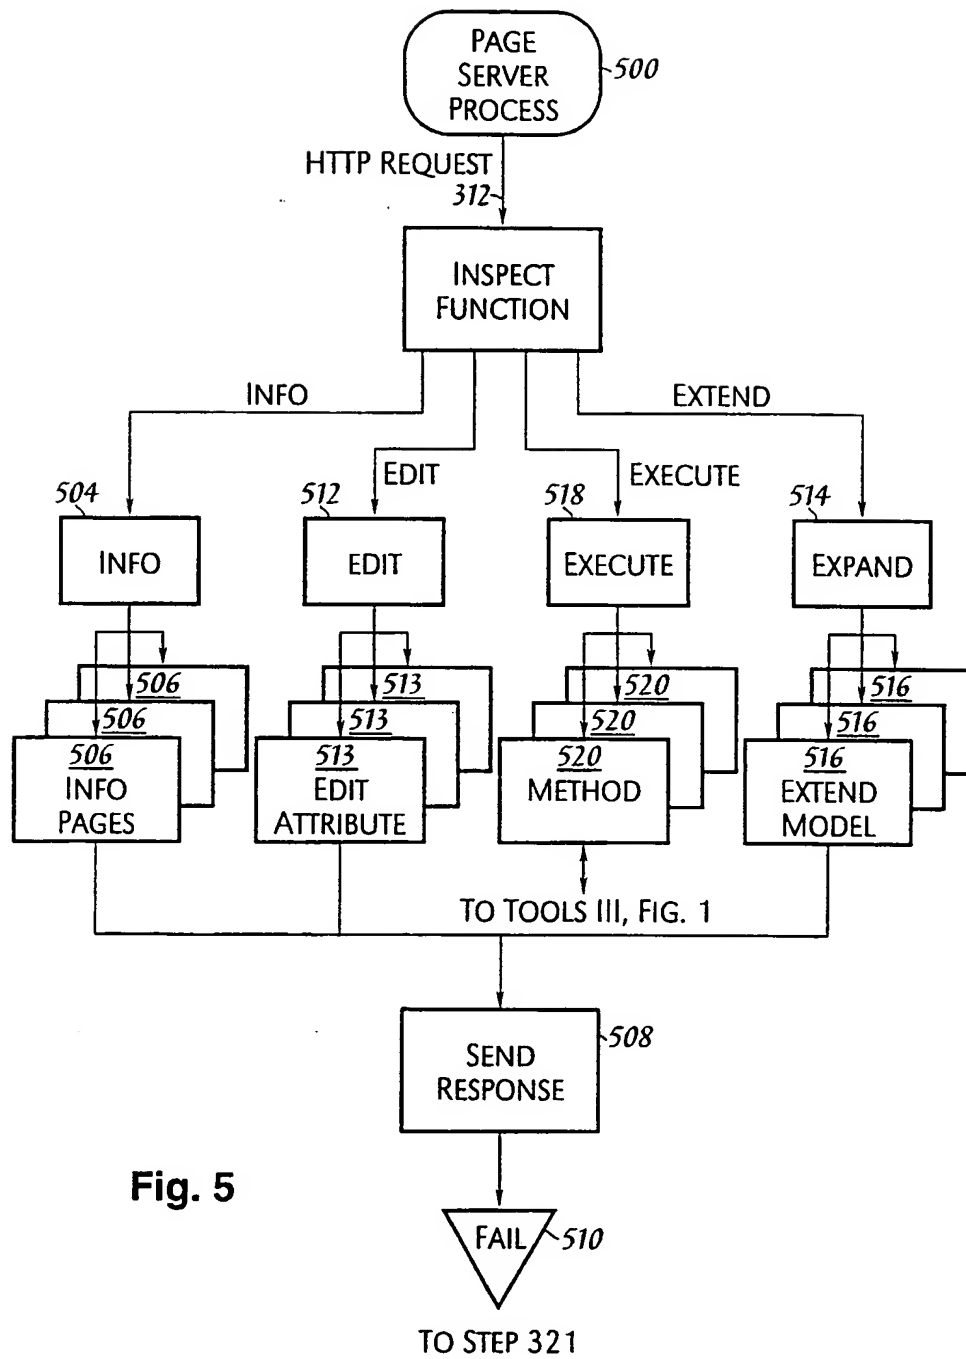 PAGE
SERVER
PROCESS
500
HTTP REQUEST
312
INSPECT
FUNCTION
INFO
EXTEND
EDIT
EXECUTE
504
512
518
514
INFO
EDIT
EXECUTE
EXPAND
506
513
520
516
506
513
520
516
506
INFO
PAGES
513
EDIT
ATTRIBUTE
520
METHOD
516
EXTEND
MODEL
TO TOOLS III, FIG. 1
SEND
RESPONSE
508
Fig. 5
FAIL
510
TO STEP 321